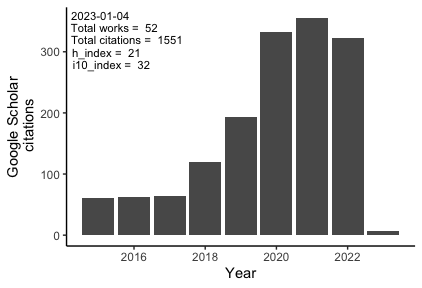 2023-01-04
Total works =  52
Total citations =  1551
h_index =  21
i10_index =  32
300
200
100
0
Google Scholar
citations
2016 2018 2020 2022
Year